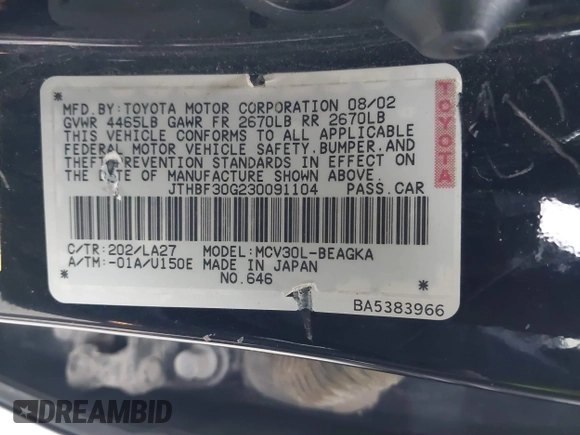 MFD.BY:TOYOTA MOTOR CORPORATION 08/02
GVWR 4465LB GAWR FR 2670LB RR 2670LB
THIS VEHICLE CONFORMS TO ALL APPLICABLE
FEDERAL MOTOR VEHICLE SAFETY,BUMPER,AND
THEFT PREVENTION STANDARDS IN EFFECT ON
THE DATE OF MANUFACTURE SHOWN ABOVE.
JTHBF30G230091104 PASS.CAR
TOYOTA
C/TR:202/LA27 MODEL:MCV30L-BEAGKA
A/TM:-01A/U150E MADE IN JAPAN
NO.646
BA5383966
DREAMBID